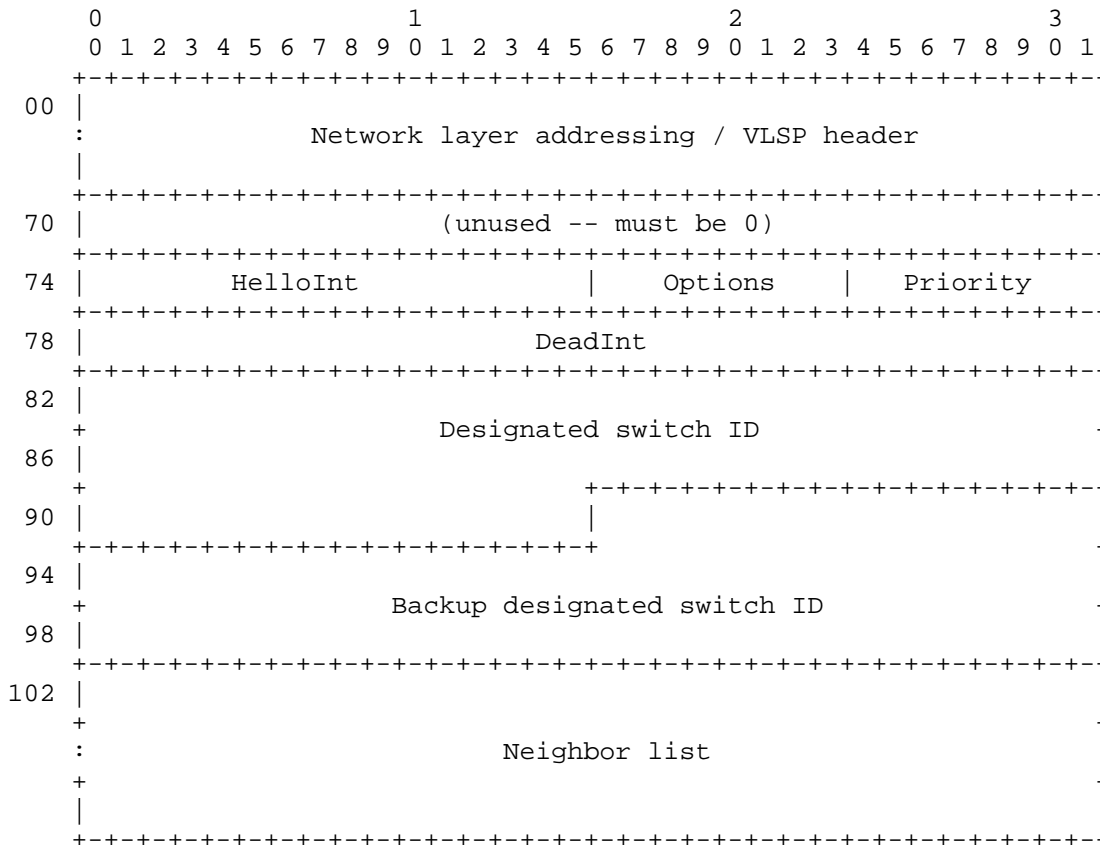 0                   1                   2                   3
0 1 2 3 4 5 6 7 8 9 0 1 2 3 4 5 6 7 8 9 0 1 2 3 4 5 6 7 8 9 0 1
+-+-+-+-+-+-+-+-+-+-+-+-+-+-+-+-+-+-+-+-+-+-+-+-+-+-+-+-+-+-+-+-
00 |
: Network layer addressing / VLSP header
|
+-+-+-+-+-+-+-+-+-+-+-+-+-+-+-+-+-+-+-+-+-+-+-+-+-+-+-+-+-+-+-+-
70 | (unused -- must be 0)
+-+-+-+-+-+-+-+-+-+-+-+-+-+-+-+-+-+-+-+-+-+-+-+-+-+-+-+-+-+-+-+-
74 | HelloInt | Options | Priority
+-+-+-+-+-+-+-+-+-+-+-+-+-+-+-+-+-+-+-+-+-+-+-+-+-+-+-+-+-+-+-+-
78 | DeadInt
+-+-+-+-+-+-+-+-+-+-+-+-+-+-+-+-+-+-+-+-+-+-+-+-+-+-+-+-+-+-+-+-
82 |
+ Designated switch ID -
86 |
+ +-+-+-+-+-+-+-+-+-+-+-+-+-+-+-+-
90 | |
+-+-+-+-+-+-+-+-+-+-+-+-+-+-+-+-+ -
94 |
+ Backup designated switch ID -
98 |
+-+-+-+-+-+-+-+-+-+-+-+-+-+-+-+-+-+-+-+-+-+-+-+-+-+-+-+-+-+-+-+-
102 |
+ -
: Neighbor list
+ -
|
+-+-+-+-+-+-+-+-+-+-+-+-+-+-+-+-+-+-+-+-+-+-+-+-+-+-+-+-+-+-+-+-